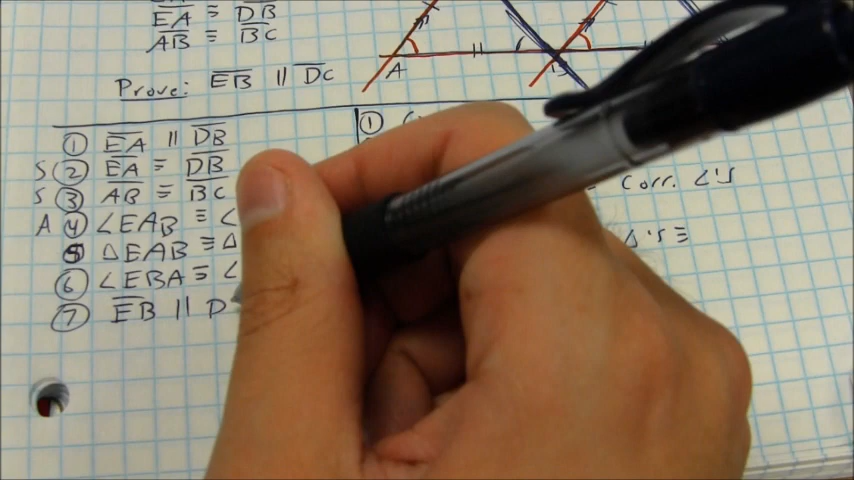 EA ≅ DB
AB ≅ BC
Prove: EB || DC
A
① EA || DB
①
S ② EA ≅ DB
S ③ AB ≅ BC
Corr. ∠'s
A ④ ∠EAB ≅ ∠
5 △EAB ≅ △
△'s ≅
⑥ ∠EBA ≅ ∠
⑦ EB || D